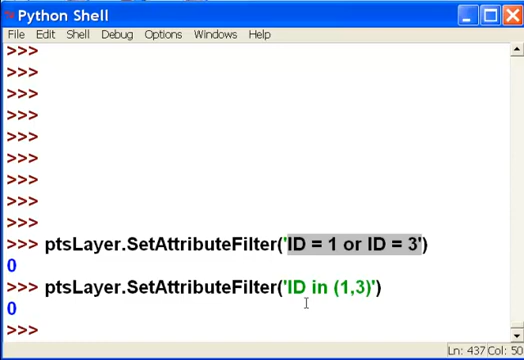 Python Shell
File Edit Shell Debug Options Windows Help
>>>
>>>
>>>
>>>
>>>
>>>
>>>
>>>
>>>
>>> ptsLayer.SetAttributeFilter('ID = 1 or ID = 3')
0
>>> ptsLayer.SetAttributeFilter('ID in (1,3)')
0
>>>
Ln: 437 Col: 50